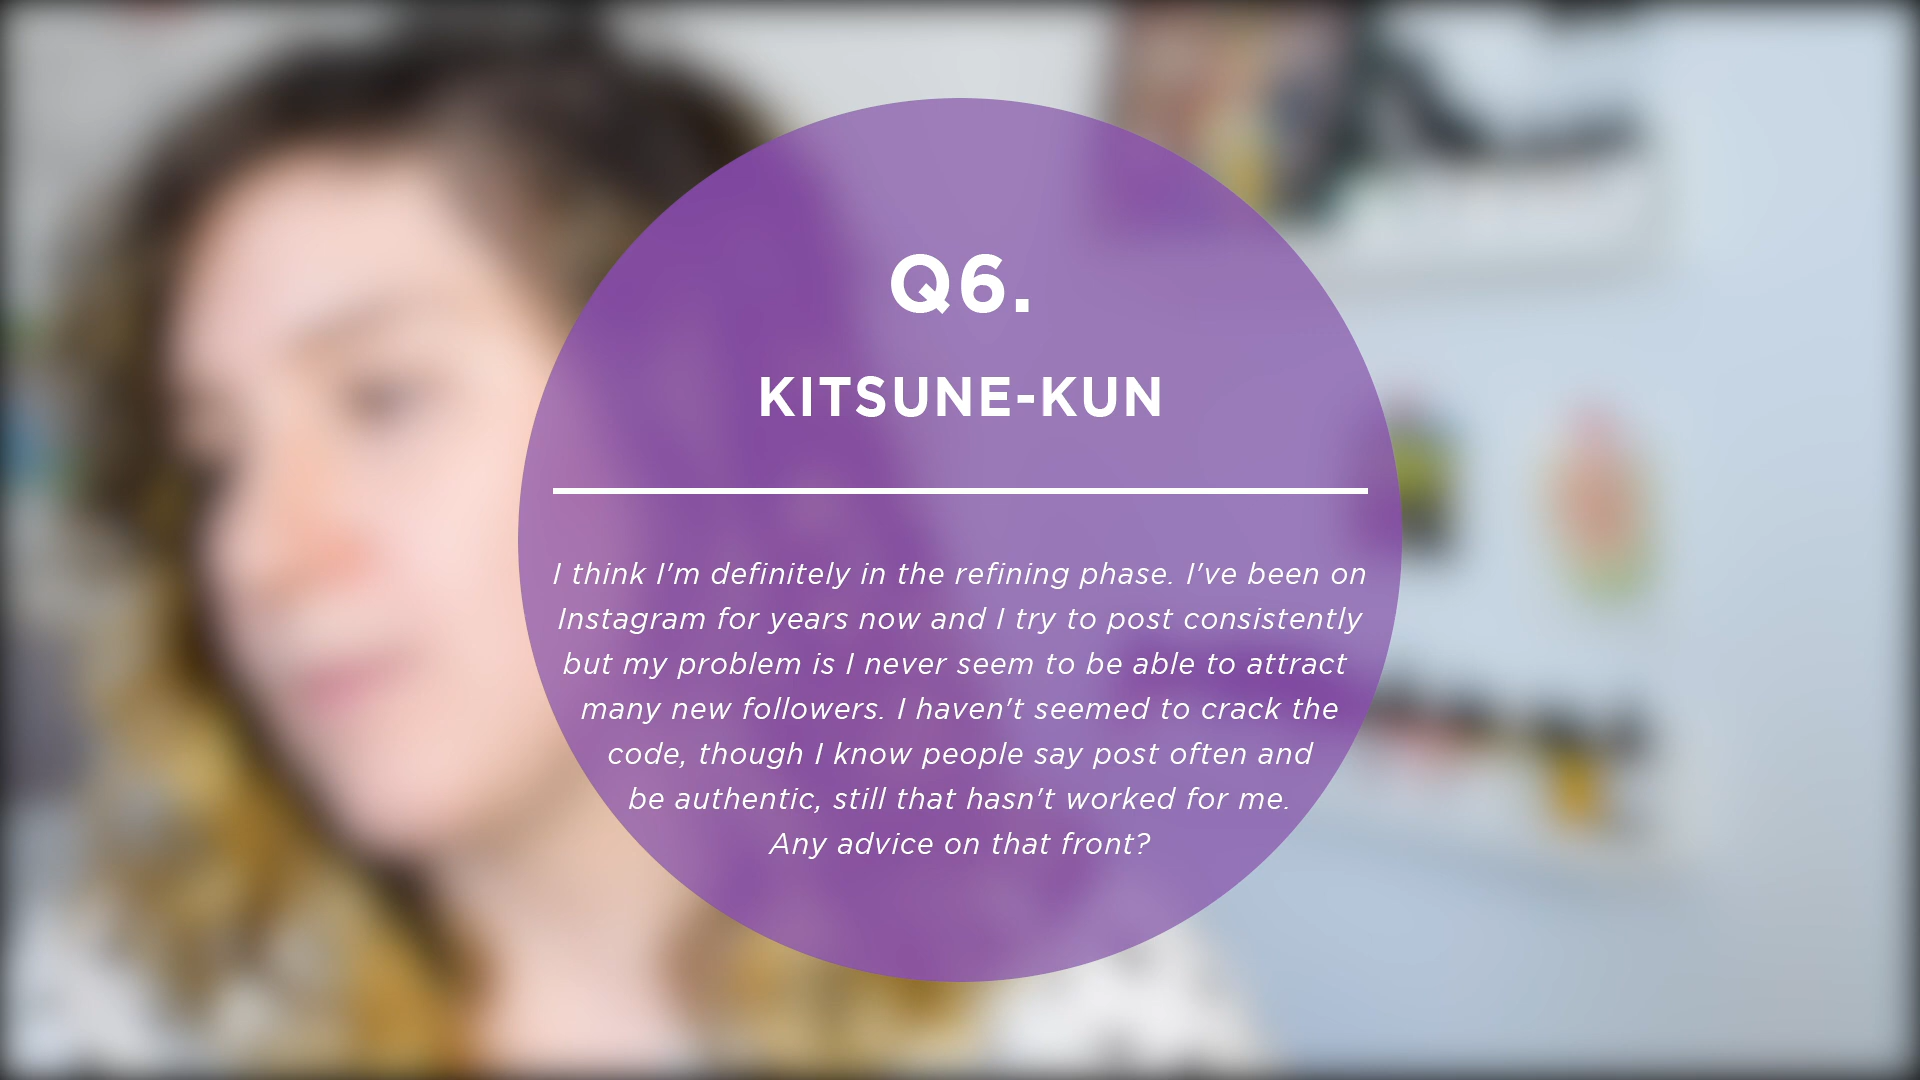 Q6.
KITSUNE-KUN
I think I'm definitely in the refining phase. I've been on
Instagram for years now and I try to post consistently
but my problem is I never seem to be able to attract
many new followers. I haven't seemed to crack the
code, though I know people say post often and
be authentic, still that hasn't worked for me.
Any advice on that front?